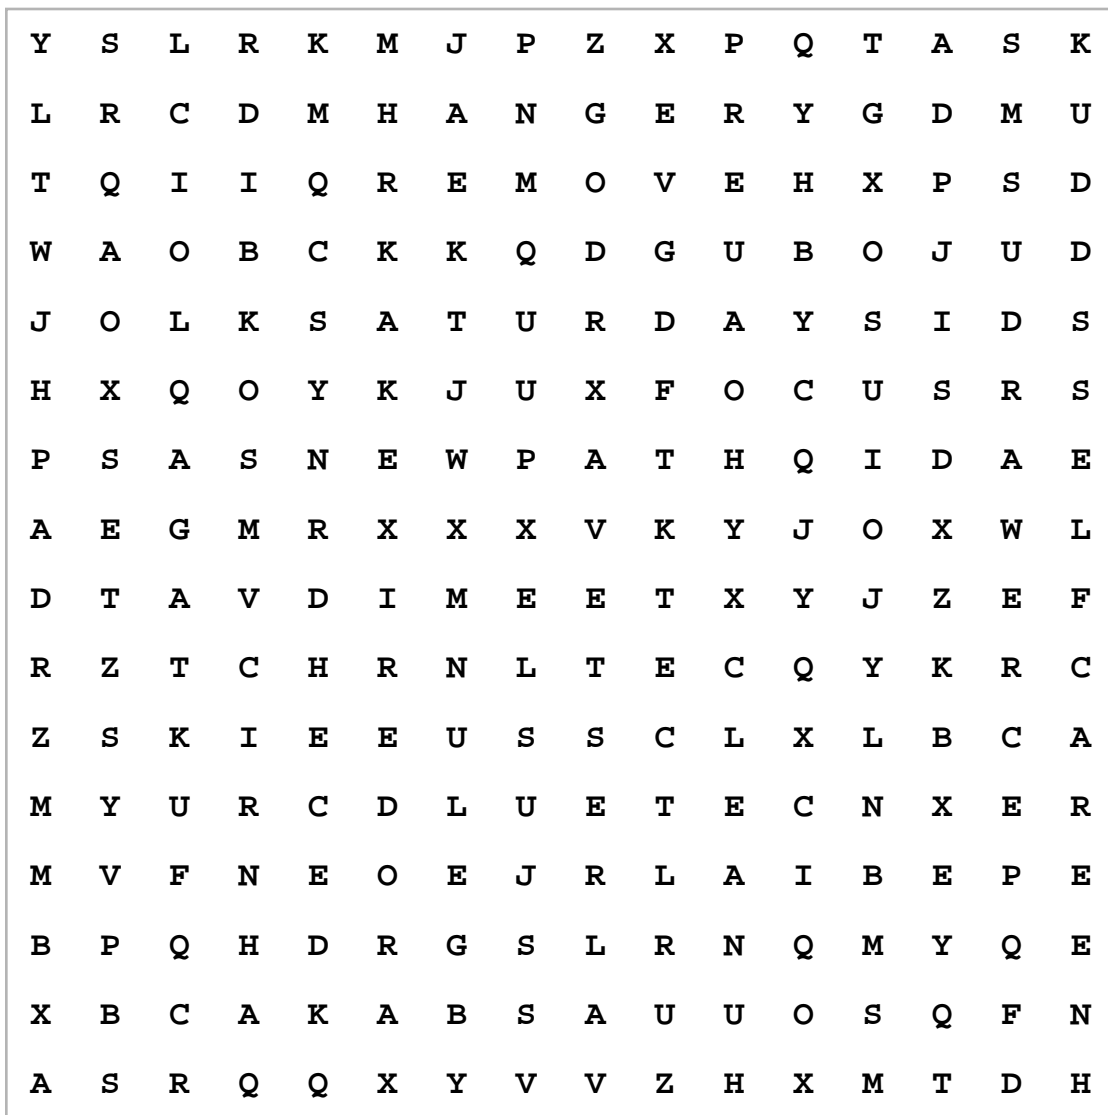 Y S L R K M J P Z X P Q T A S K
L R C D M H A N G E R Y G D M U
T Q I I Q R E M O V E H X P S D
W A O B C K K Q D G U B O J U D
J O L K S A T U R D A Y S I D S
H X Q O Y K J U X F O C U S R S
P S A S N E W P A T H Q I D A E
A E G M R X X X V K Y J O X W L
D T A V D I M E E T X Y J Z E F
R Z T C H R N L T E C Q Y K R C
Z S K I E E U S S C L X L B C A
M Y U R C D L U E T E C N X E R
M V F N E O E J R L A I B E P E
B P Q H D R G S L R N Q M Y Q E
X B C A K A B S A U U O S Q F N
A S R Q Q X Y V V Z H X M T D H